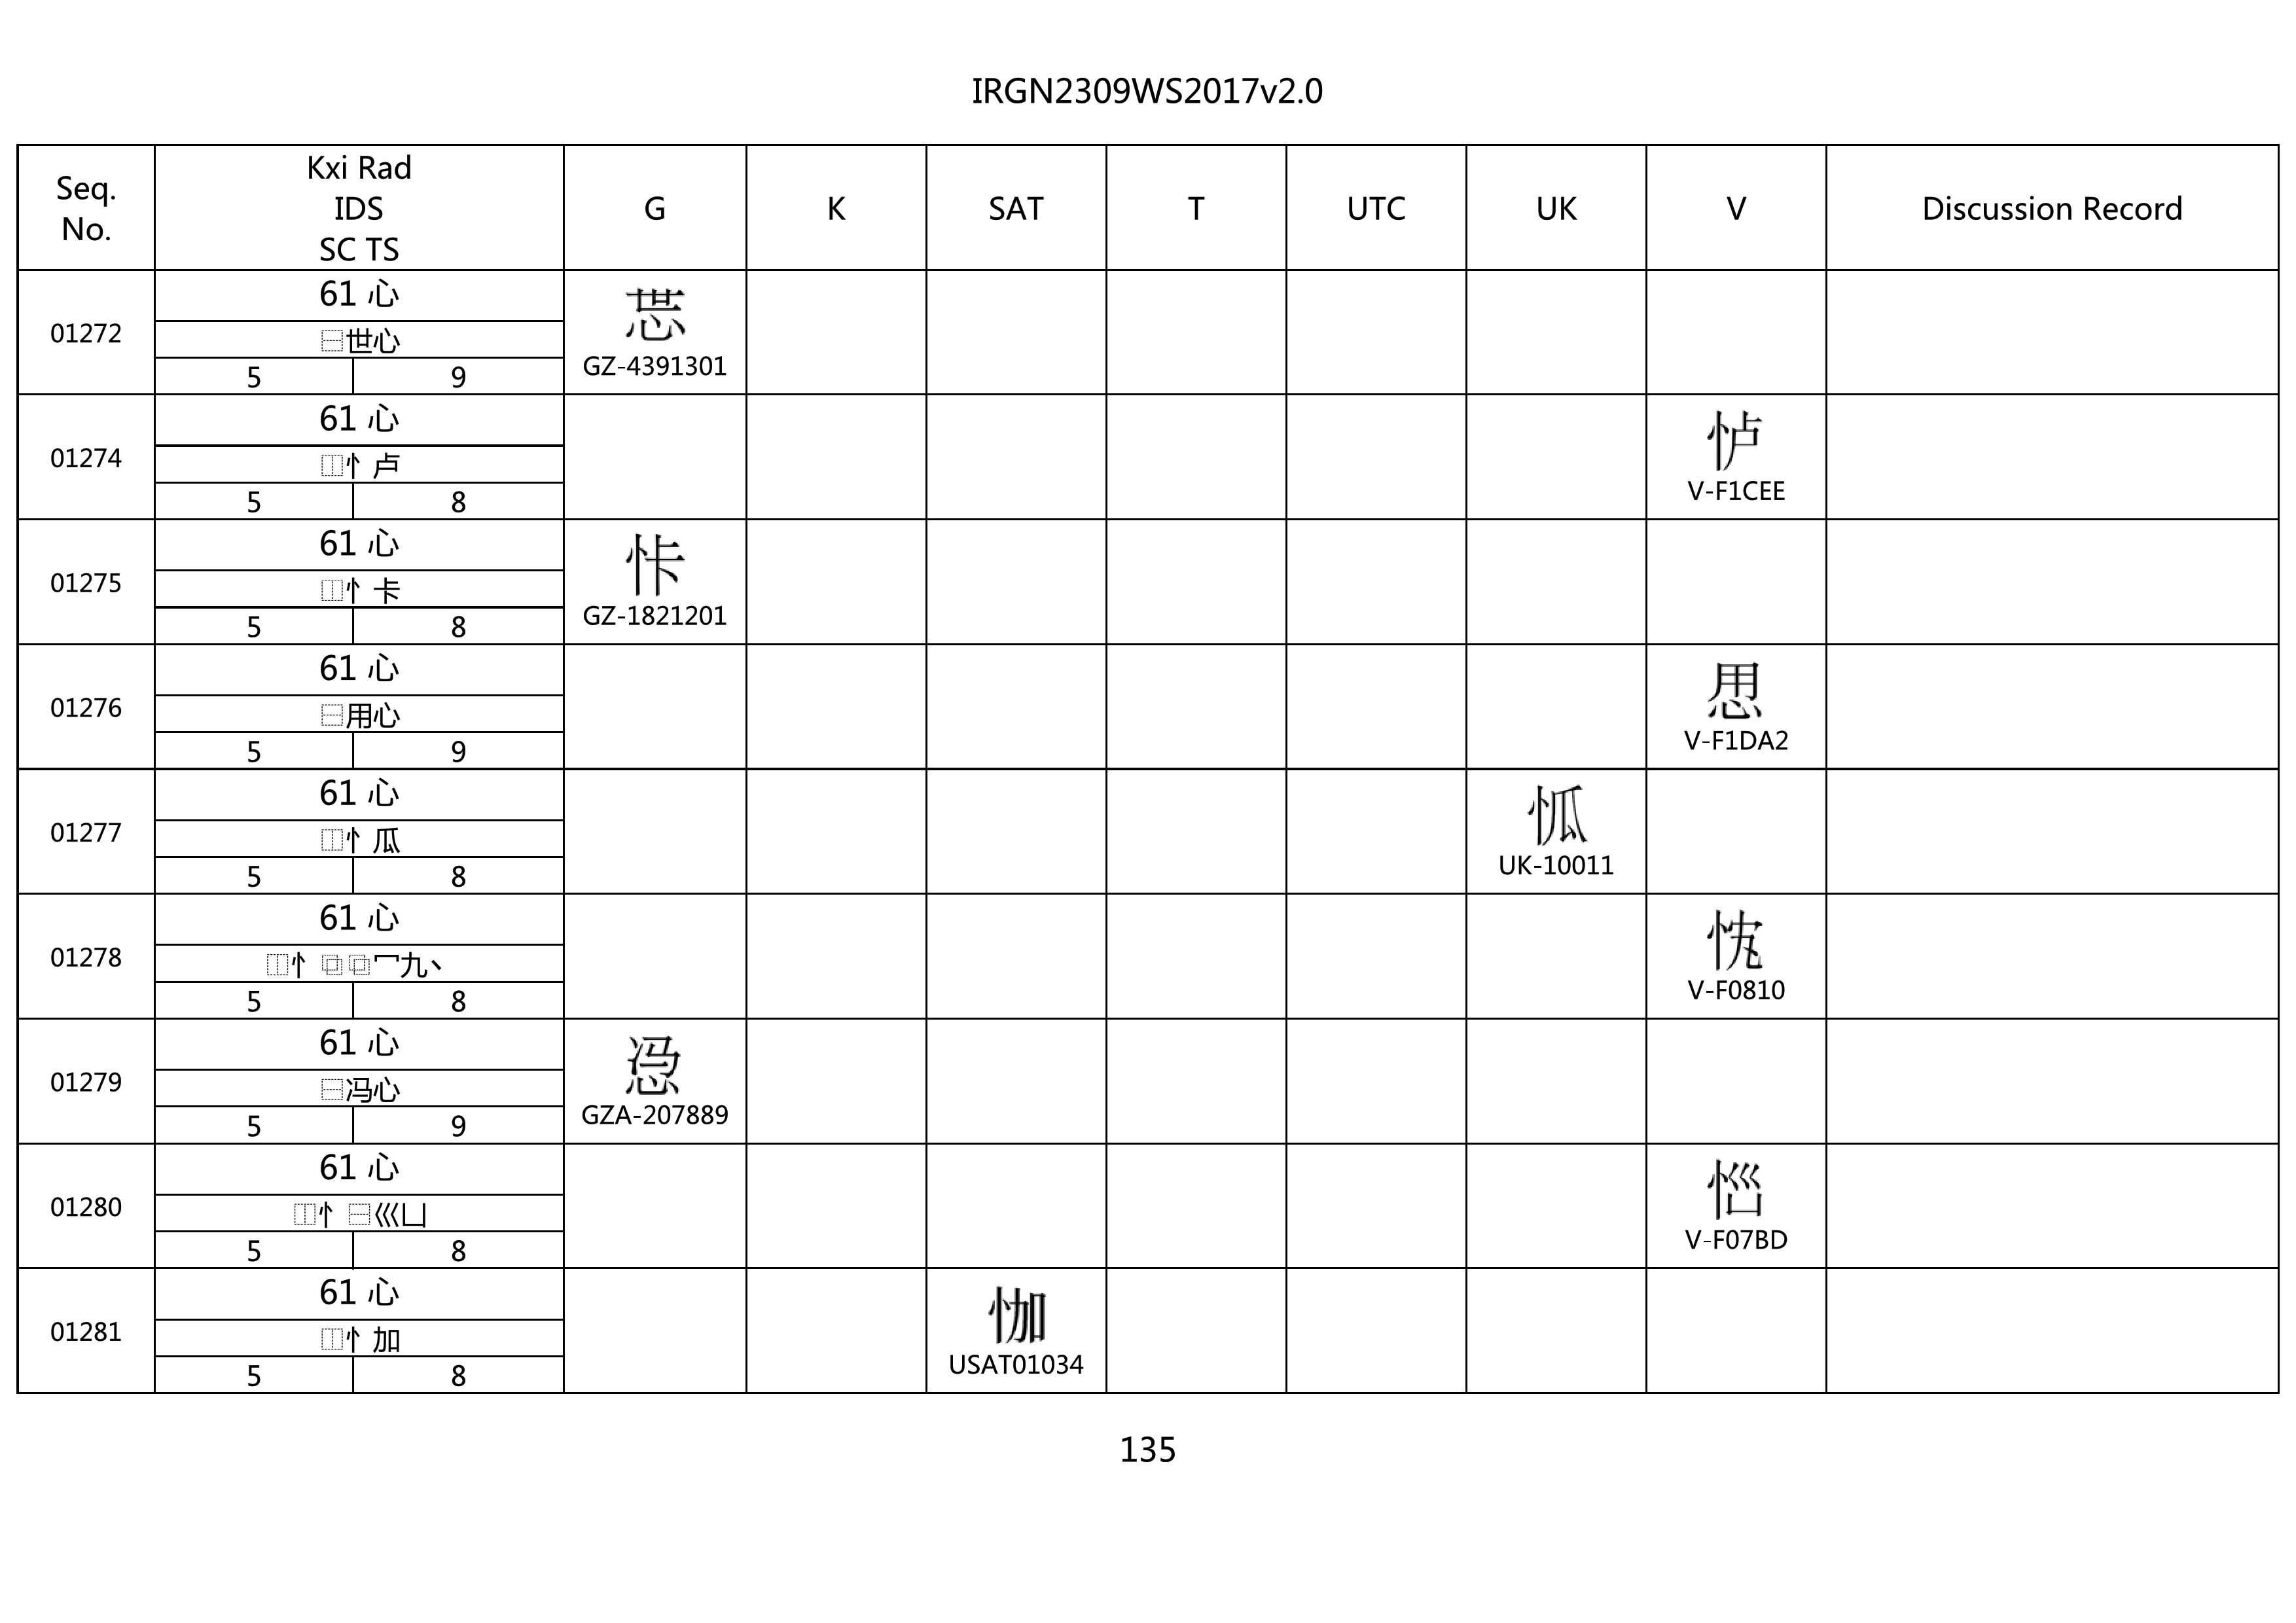 IRGN2309WS2017v2.0
Seq. No. Kxi Rad IDS SC TS G K SAT T UTC UK V Discussion Record
01272
61 心
⿱世心
5 9
GZ-4391301
01274
61 心
⿰忄卢
5 8
V-F1CEE
01275
61 心
⿰忄卡
5 8
GZ-1821201
01276
61 心
⿱用心
5 9
V-F1DA2
01277
61 心
⿰忄瓜
5 8
UK-10011
01278
61 心
⿰忄⿻⿻冖九丶
5 8
V-F0810
01279
61 心
⿱冯心
5 9
GZA-207889
01280
61 心
⿰忄⿱巛凵
5 8
V-F07BD
01281
61 心
⿰忄加
5 8
USAT01034
135